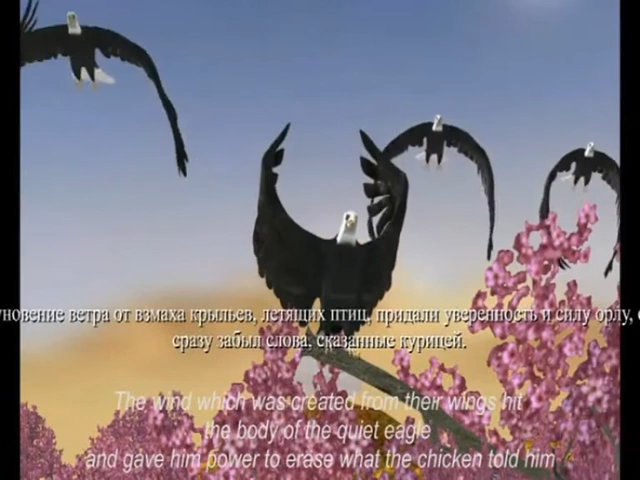 новение ветра от взмаха крыльев, летящих птиц, придали уверенность и силу орлу,
сразу забыл слова, сказанные курицей.
The wind which was created from their wings hit
the body of the quiet eagle
and gave him power to erase what the chicken told him